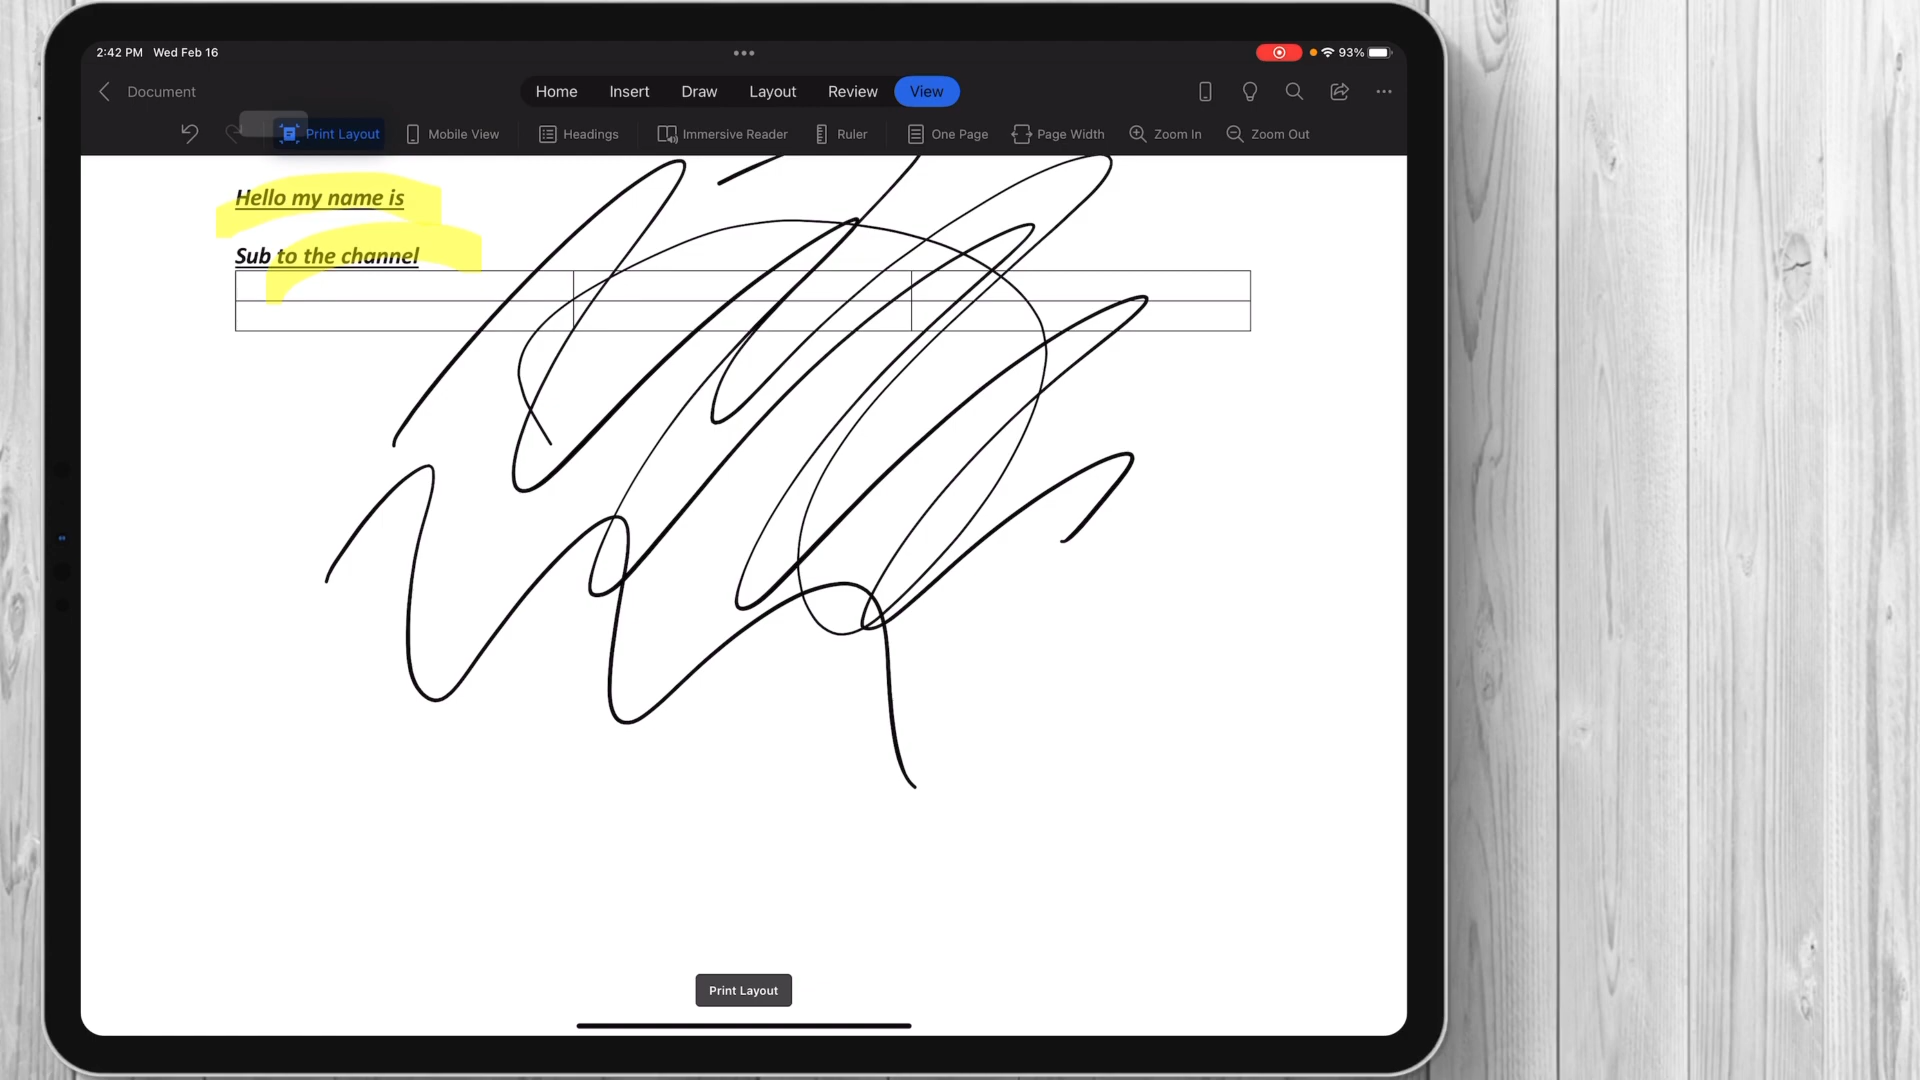 2:42 PM Wed Feb 16
93%
Document
Home Insert Draw Layout Review View
Print Layout Mobile View Headings Immersive Reader Ruler One Page Page Width Zoom In Zoom Out
Hello my name is
Sub to the channel
Print Layout